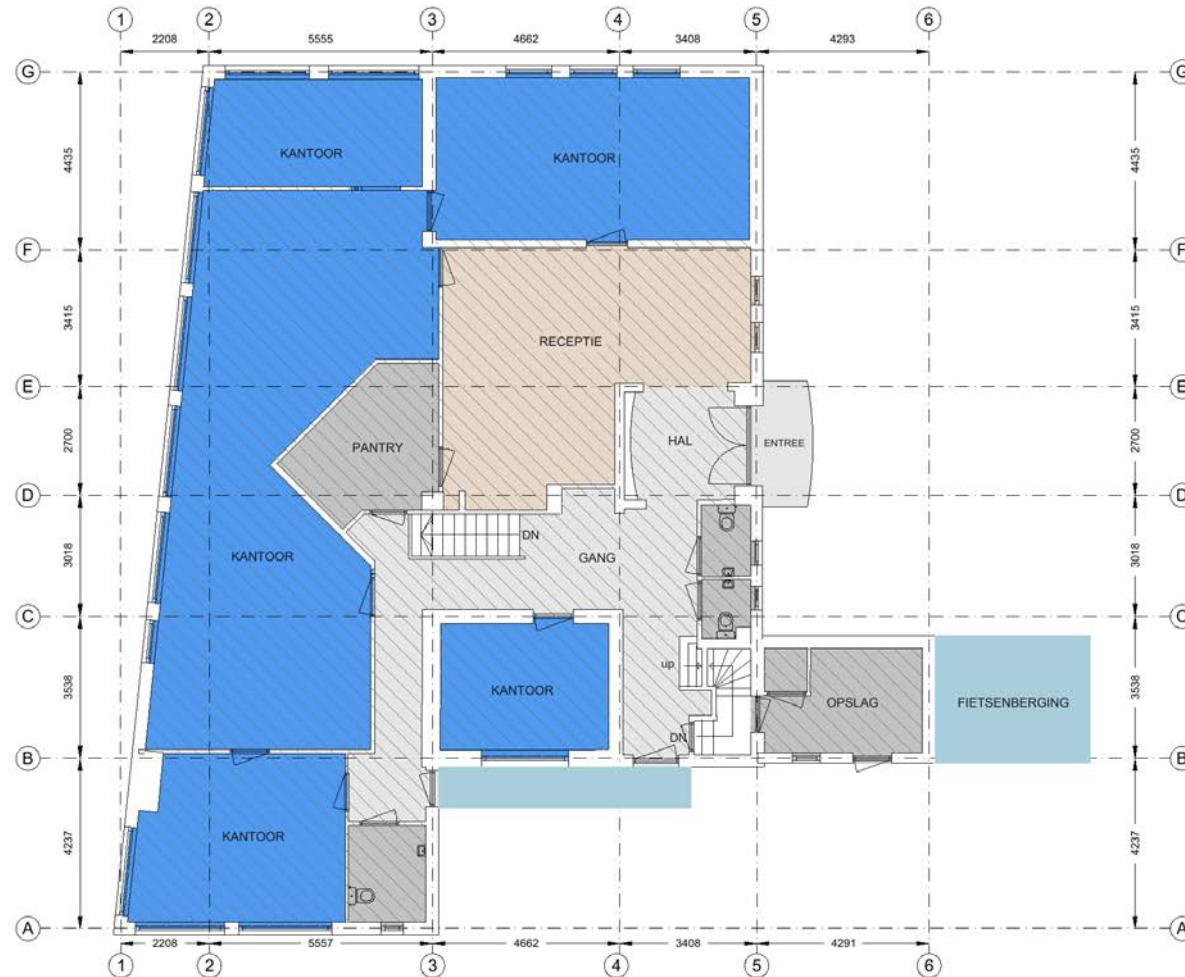 1 2 3 4 5 6
2208 5555 4662 3408 4293
G G
KANTOOR KANTOOR
4435 4435
F F
3415 3415
RECEPTIE
E E
2700 HAL ENTREE 2700
PANTRY
D D
DN
3018 KANTOOR GANG 3018
C C
up
3538 KANTOOR OPSLAG FIETSENBERGING 3538
DN
B B
4237 KANTOOR 4237
A A
2208 5557 4662 3408 4291
1 2 3 4 5 6